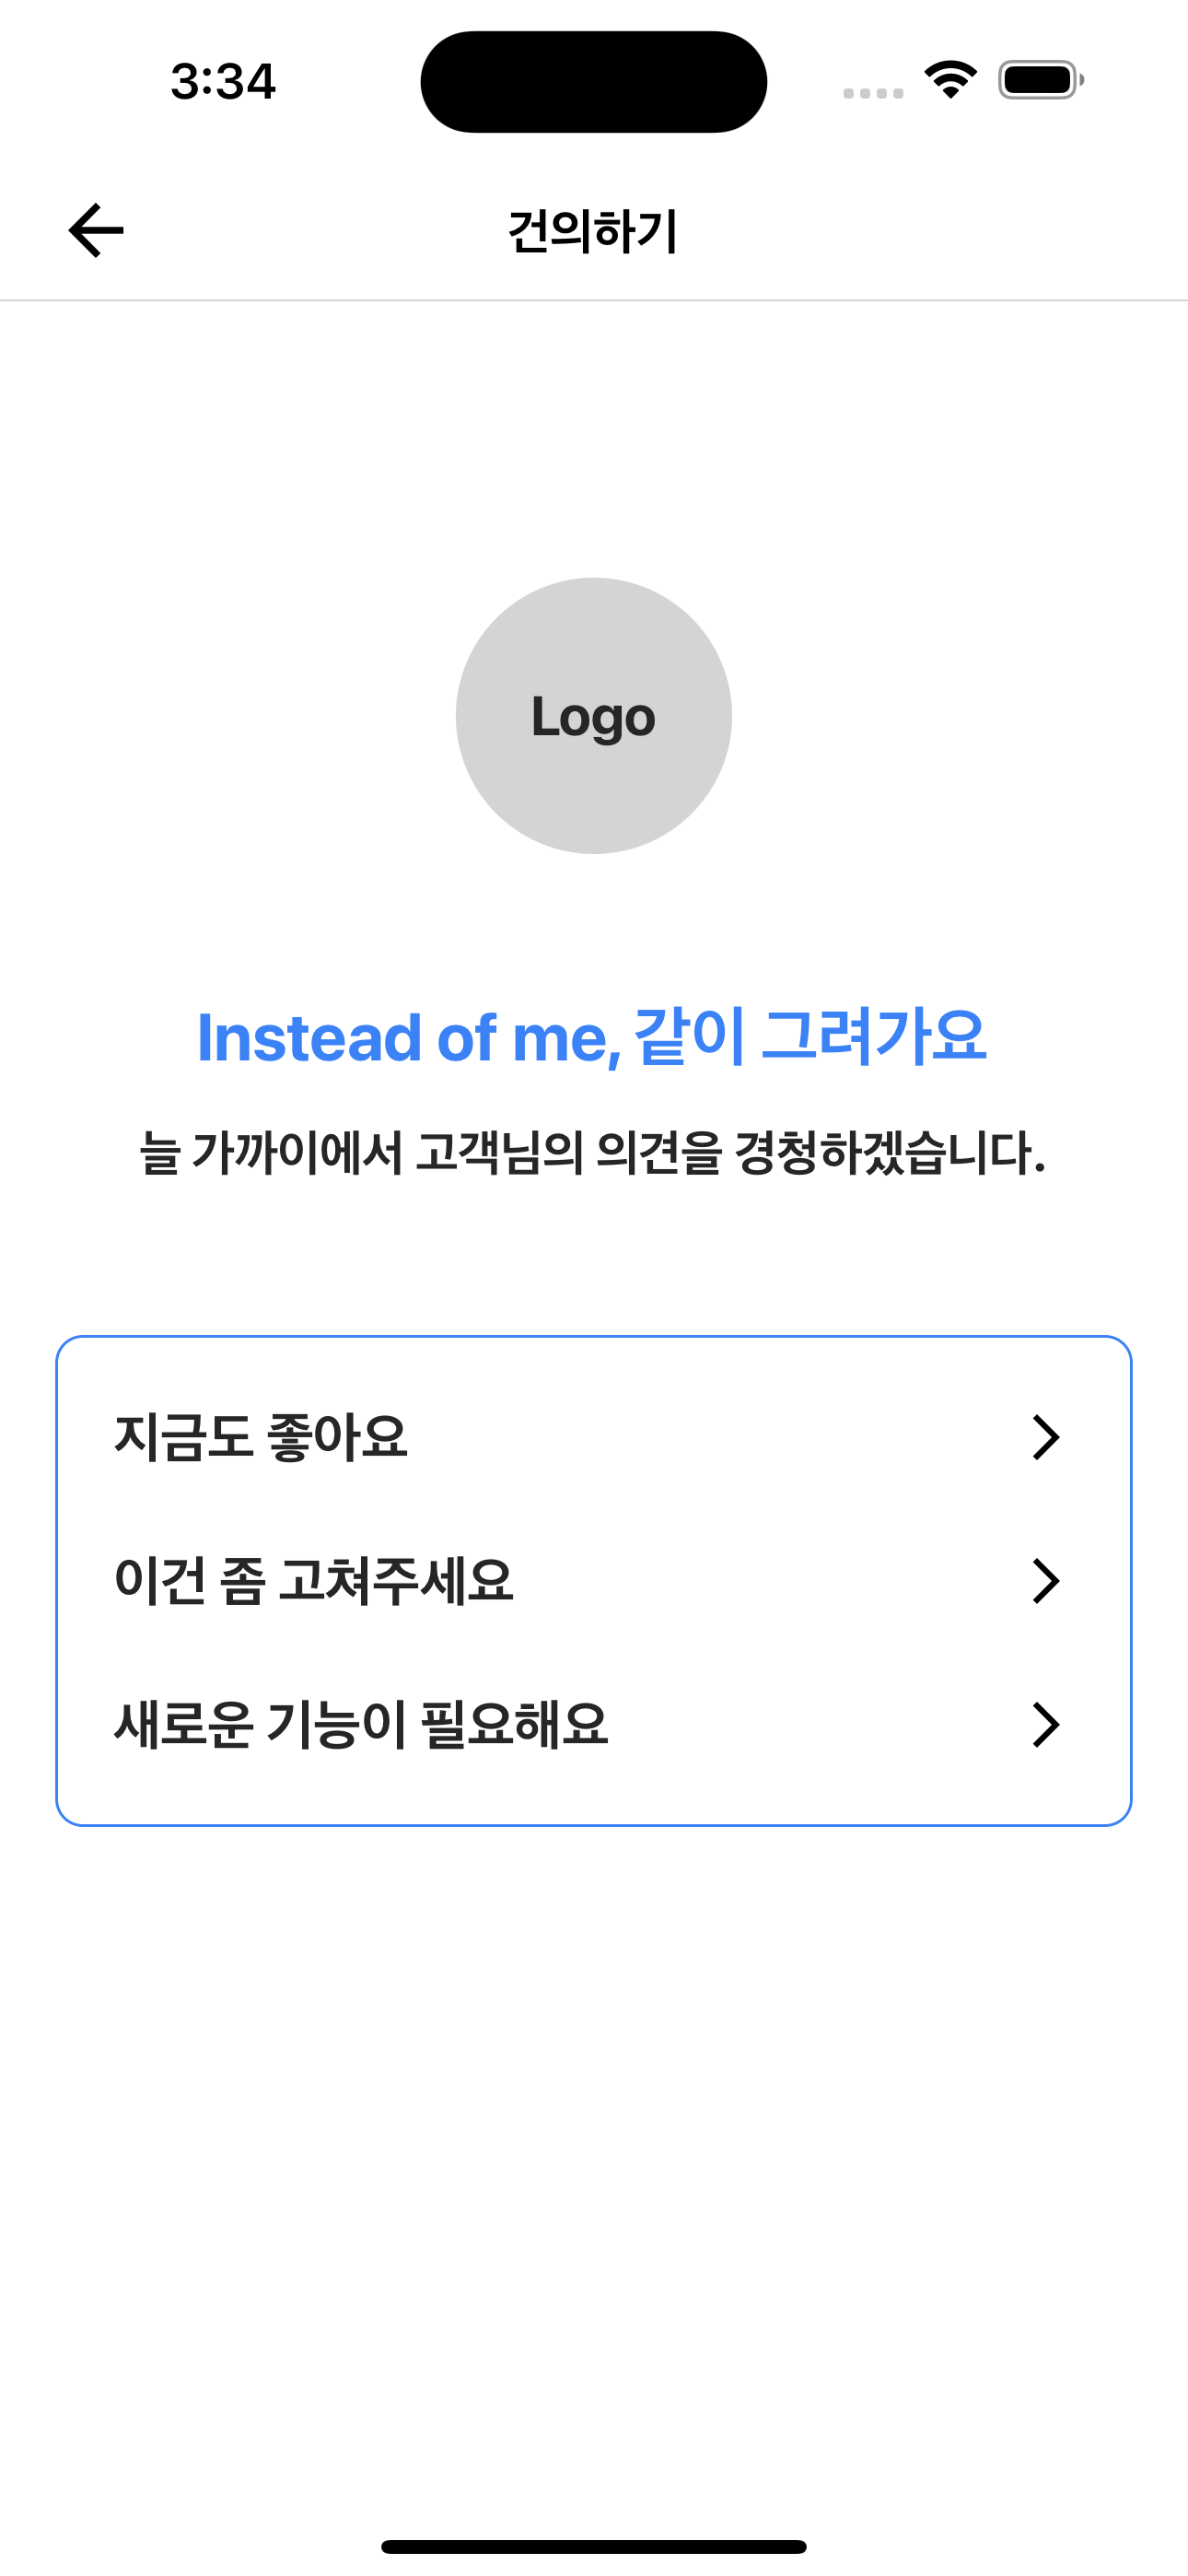 3:34
건의하기
Logo
Instead of me, 같이 그려가요
늘 가까이에서 고객님의 의견을 경청하겠습니다.
지금도 좋아요
이건 좀 고쳐주세요
새로운 기능이 필요해요